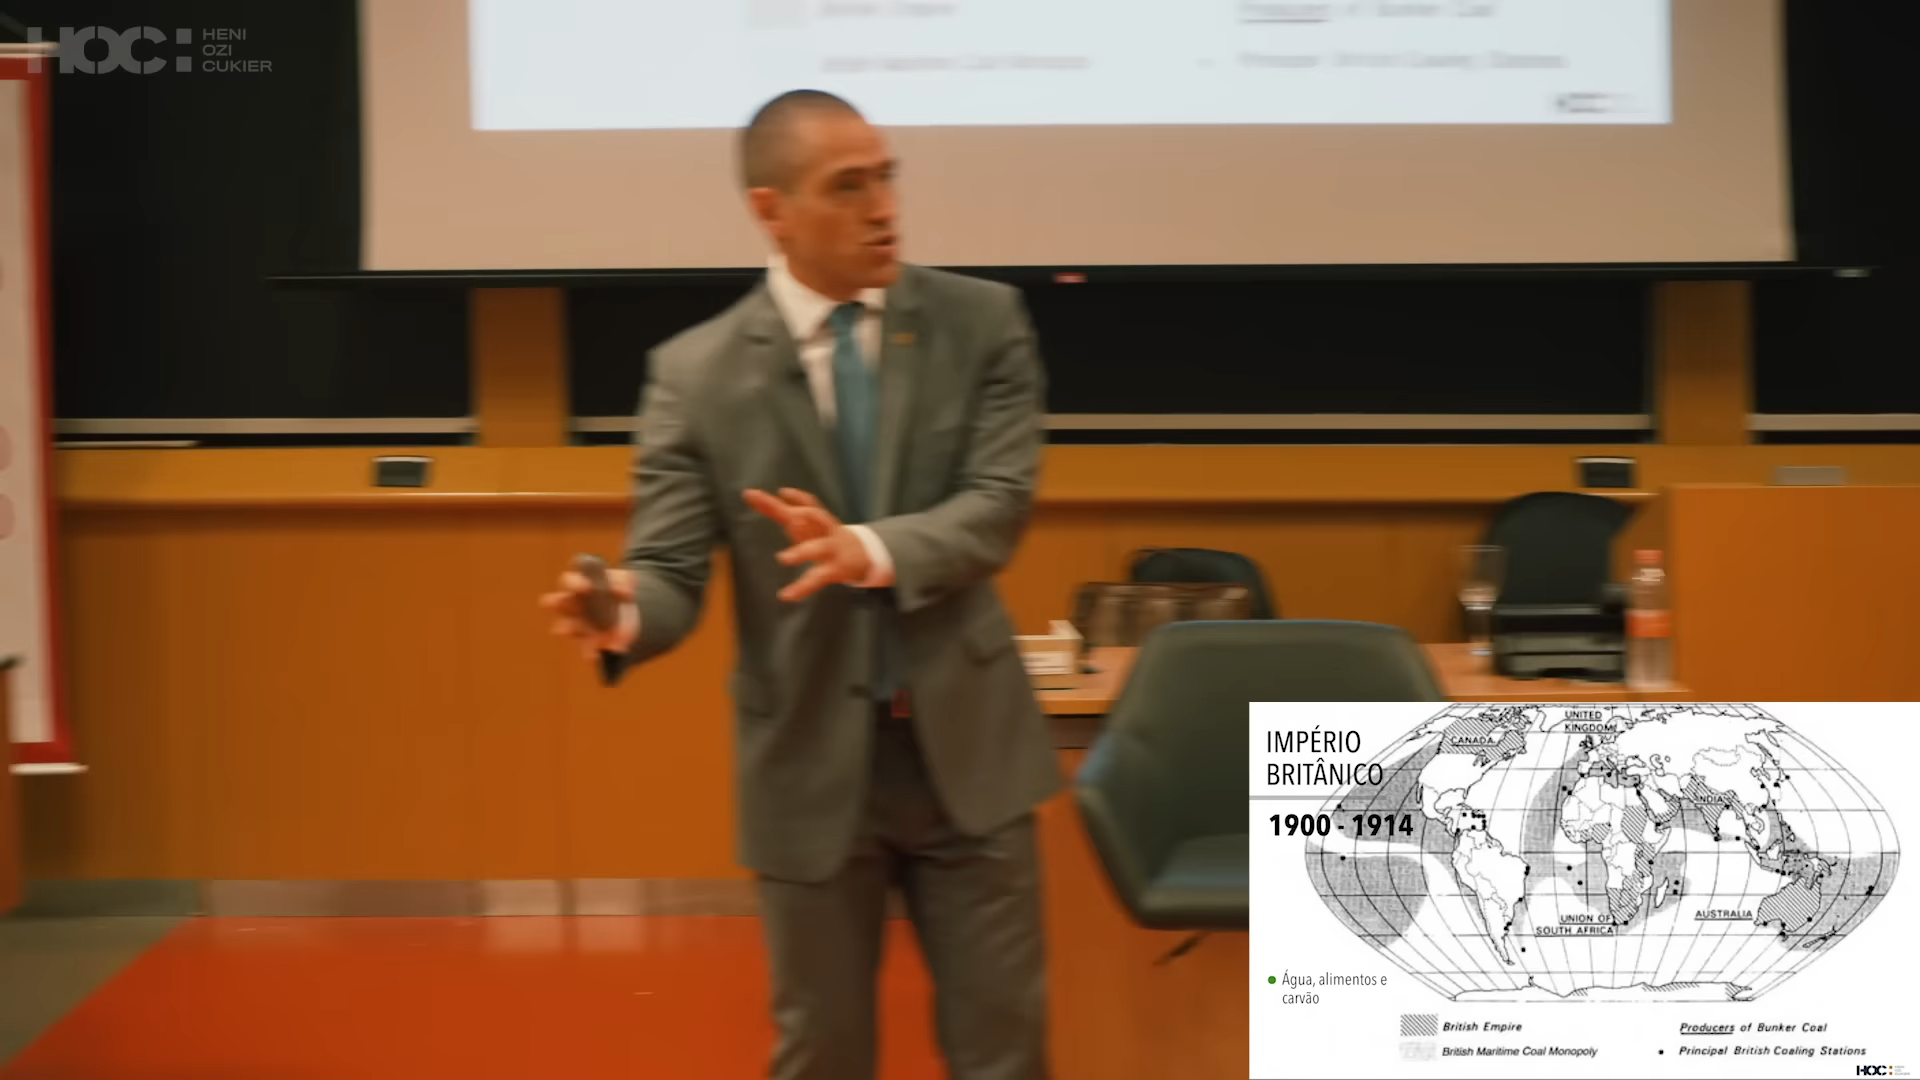 HOC: HENI
OZI
CUKIER
IMPÉRIO
BRITÂNICO
1900 - 1914
UNITED
KINGDOM
CANADA
INDIA
UNION OF
SOUTH AFRICA
AUSTRALIA
Água, alimentos e
carvão
British Empire
British Maritime Coal Monopoly
Producers of Bunker Coal
Principal British Coaling Stations
HOC: